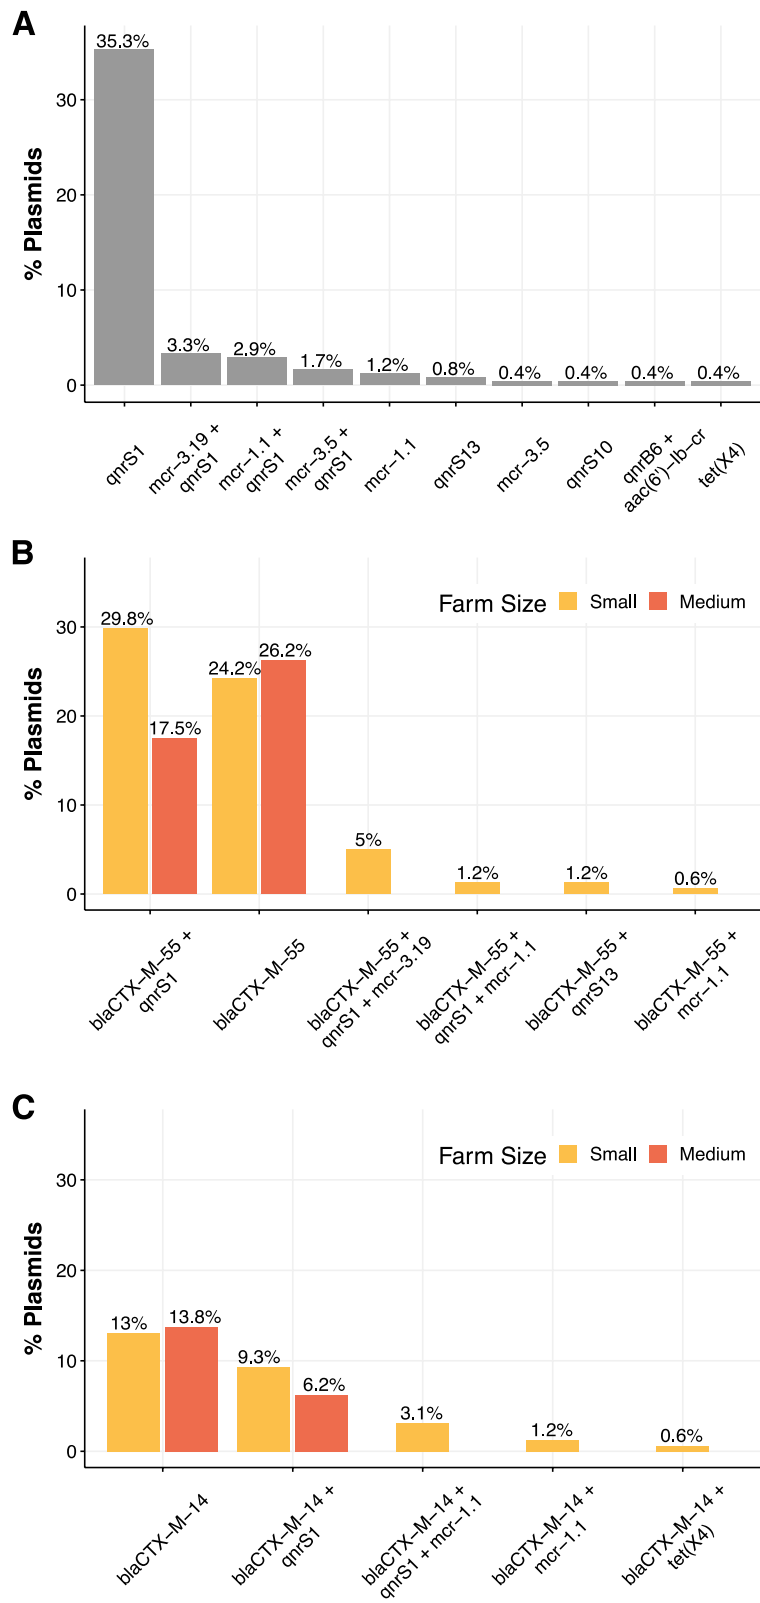 A
% Plasmids
30
20
10
0
35.3%
3.3%
2.9%
1.7%
1.2%
0.8%
0.4%
0.4%
0.4%
0.4%
qnrS1
mcr−3.19 +
qnrS1
mcr−1.1 +
qnrS1
mcr−3.5 +
qnrS1
mcr−1.1
qnrS13
mcr−3.5
qnrS10
qnrB6 +
aac(6')−Ib−cr
tet(X4)
B
Farm Size Small Medium
% Plasmids
30
20
10
0
29.8%
17.5%
24.2%
26.2%
5%
1.2%
1.2%
0.6%
blaCTX−M−55 +
qnrS1
blaCTX−M−55
blaCTX−M−55 +
qnrS1 + mcr−3.19
blaCTX−M−55 +
qnrS1 + mcr−1.1
blaCTX−M−55 +
qnrS13
blaCTX−M−55 +
mcr−1.1
C
Farm Size Small Medium
% Plasmids
30
20
10
0
13%
13.8%
9.3%
6.2%
3.1%
1.2%
0.6%
blaCTX−M−14
blaCTX−M−14 +
qnrS1
blaCTX−M−14 +
qnrS1 + mcr−1.1
blaCTX−M−14 +
mcr−1.1
blaCTX−M−14 +
tet(X4)